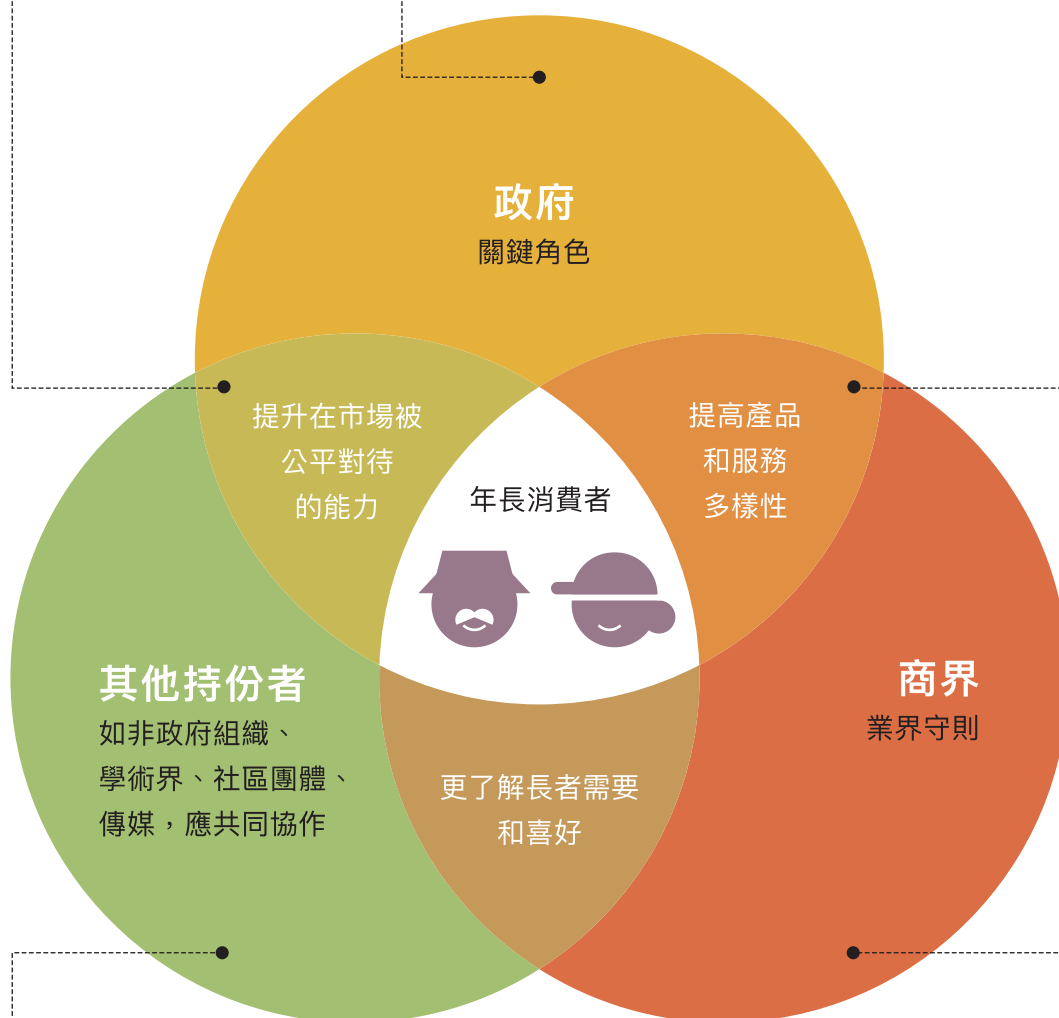 政府
關鍵角色
提升在市場被
公平對待
的能力
提高產品
和服務
多樣性
年長消費者
其他持份者
如非政府組織、
學術界、社區團體、
傳媒，應共同協作
商界
業界守則
更了解長者需要
和喜好